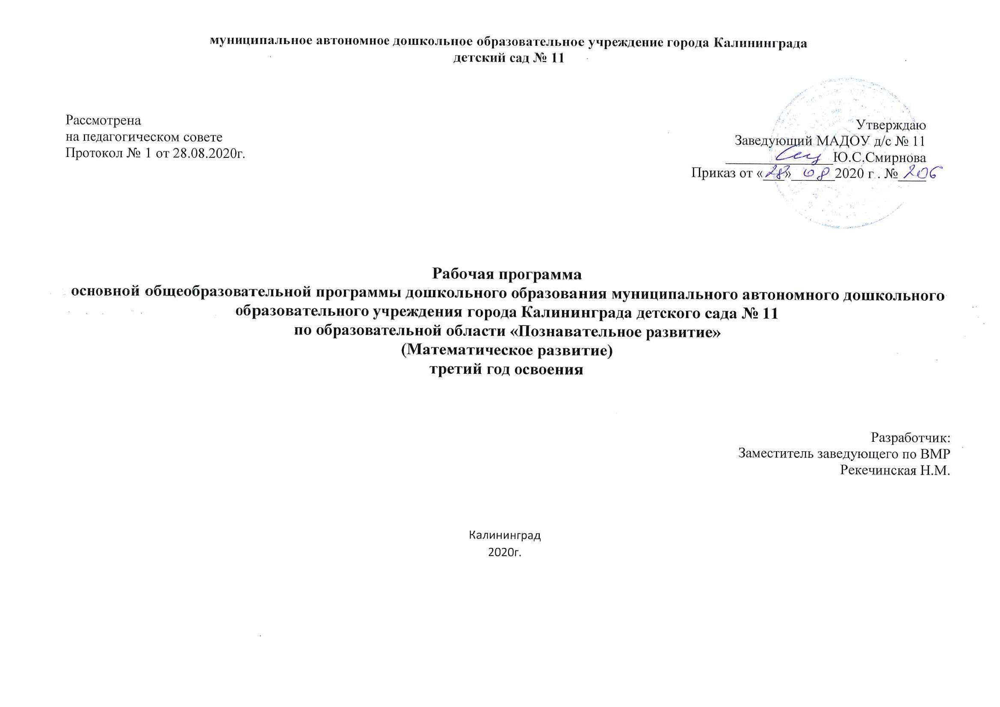 муниципальное автономное дошкольное образовательное учреждение города Калининграда
детский сад № 11
Рассмотрена
на педагогическом совете
Протокол № 1 от 28.08.2020г.
Утверждаю
Заведующий МАДОУ д/с № 11
Ю.С.Смирнова
Приказ от «28» 08 2020 г . № 206
Рабочая программа
основной общеобразовательной программы дошкольного образования муниципального автономного дошкольного
образовательного учреждения города Калининграда детского сада № 11
по образовательной области «Познавательное развитие»
(Математическое развитие)
третий год освоения
Разработчик:
Заместитель заведующего по ВМР
Рекечинская Н.М.
Калининград
2020г.